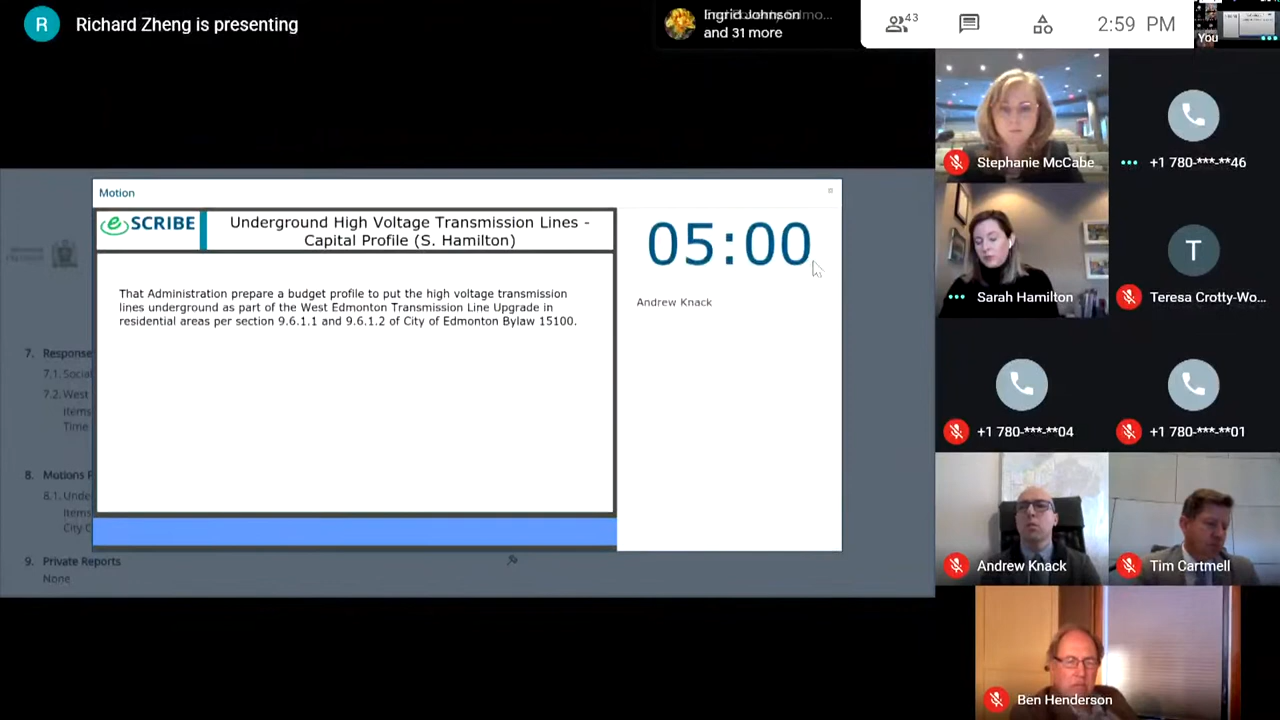 R
Richard Zheng is presenting
Ingrid Johnson
and 31 more
43
2:59 PM
You
Stephanie McCabe
+1 780-***-**46
Sarah Hamilton
T
Teresa Crotty-Wo...
+1 780-***-**04
+1 780-***-**01
Andrew Knack
Tim Cartmell
Ben Henderson
Motion
eSCRIBE
Underground High Voltage Transmission Lines -
Capital Profile (S. Hamilton)
That Administration prepare a budget profile to put the high voltage transmission
lines underground as part of the West Edmonton Transmission Line Upgrade in
residential areas per section 9.6.1.1 and 9.6.1.2 of City of Edmonton Bylaw 15100.
05:00
Andrew Knack
7. Response
7.1. Social
7.2. West
Items
Time
8. Motions P
8.1. Unde
Items
City C
9. Private Reports
None